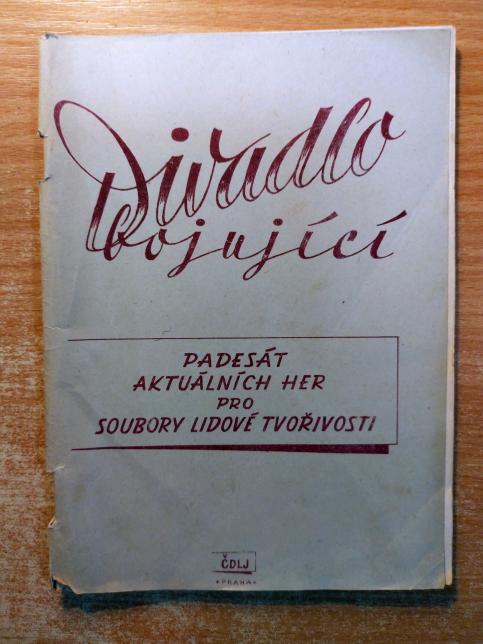 Divadlo
bojující
PADESÁT
AKTUÁLNÍCH HER
PRO
SOUBORY LIDOVÉ TVOŘIVOSTI
ČDLJ
•PRAHA•